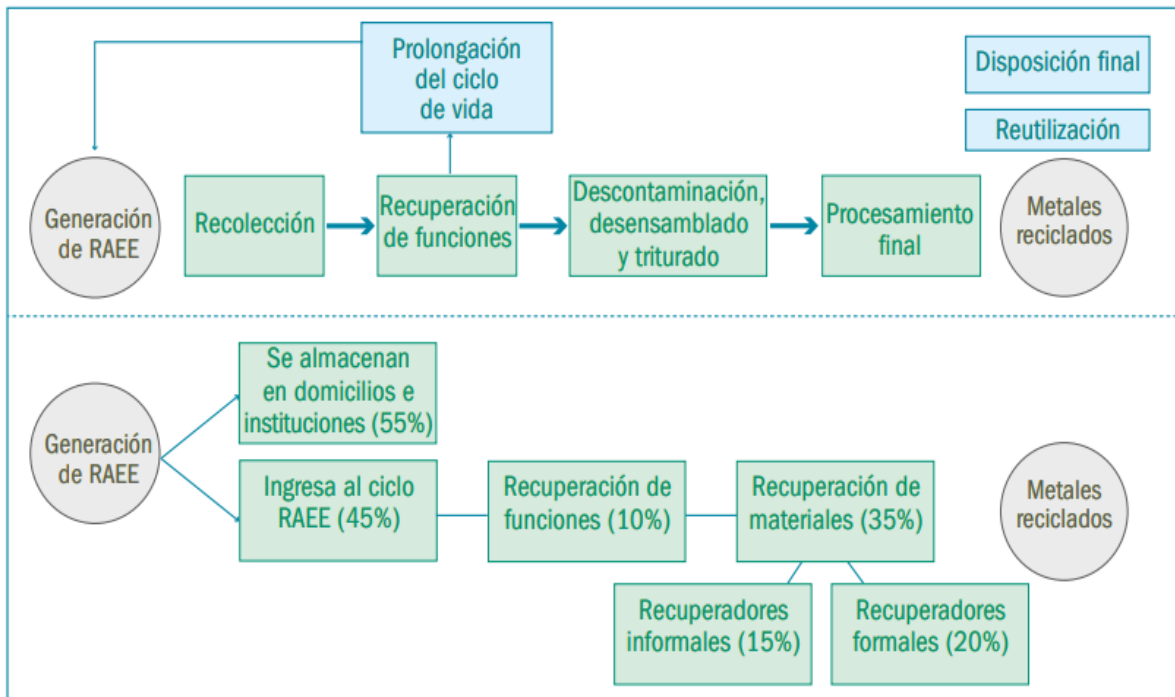 Prolongación
del ciclo
de vida
Disposición final
Reutilización
Generación
de RAEE
Recolección
Recuperación
de funciones
Descontaminación,
desensamblado
y triturado
Procesamiento
final
Metales
reciclados
Generación
de RAEE
Se almacenan
en domicilios e
instituciones (55%)
Ingresa al ciclo
RAEE (45%)
Recuperación de
funciones (10%)
Recuperación de
materiales (35%)
Metales
reciclados
Recuperadores
informales (15%)
Recuperadores
formales (20%)